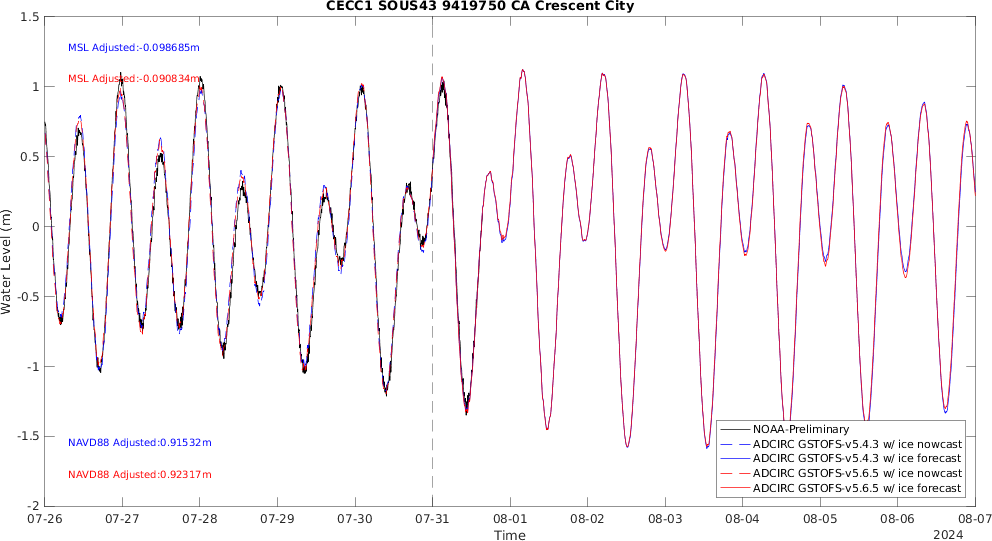 CECC1 SOUS43 9419750 CA Crescent City
1.5
MSL Adjusted:-0.098685m
MSL Adjusted:-0.090834m
1
0.5
Water Level (m)
0
-0.5
-1
-1.5
NAVD88 Adjusted:0.91532m
NAVD88 Adjusted:0.92317m
-2
NOAA-Preliminary
ADCIRC GSTOFS-v5.4.3 w/ ice nowcast
ADCIRC GSTOFS-v5.4.3 w/ ice forecast
ADCIRC GSTOFS-v5.6.5 w/ ice nowcast
ADCIRC GSTOFS-v5.6.5 w/ ice forecast
07-26 07-27 07-28 07-29 07-30 07-31 08-01 08-02 08-03 08-04 08-05 08-06 08-07
Time
2024